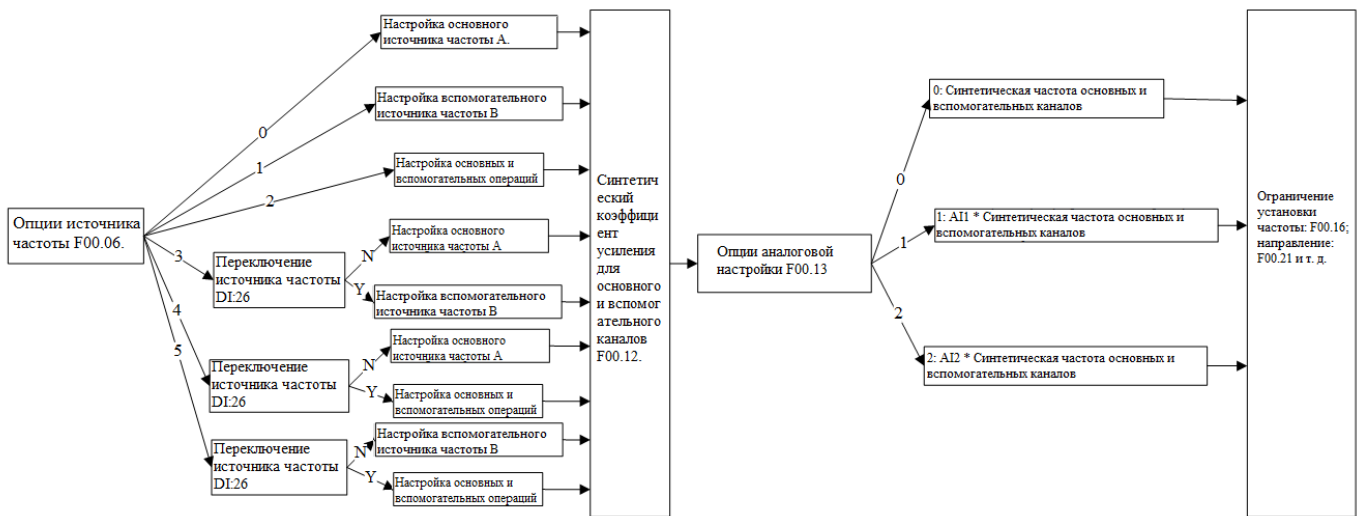 Настройка основного
источника частоты A.
0
Настройка вспомогательного
источника частоты B
1
Настройка основных и
вспомогательных операций
2
Опции источника
частоты F00.06.
3
Переключение
источника частоты
DI:26
N
Настройка основного
источника частоты A
Y
Настройка вспомогательного
источника частоты B
4
Переключение
источника частоты
DI:26
N
Настройка основного
источника частоты A
Y
Настройка основных и
вспомогательных операций
5
Переключение
источника частоты
DI:26
N
Настройка вспомогательного
источника частоты B
Y
Настройка основных и
вспомогательных операций
Синтетич
еский
коэффици
ент
усиления
для
основного
и вспомог
ательного
каналов
F00.12.
Опции аналоговой
настройки F00.13
0
0: Синтетическая частота основных и
вспомогательных каналов
1
1: AI1 * Синтетическая частота основных и
вспомогательных каналов
2
2: AI2 * Синтетическая частота основных и
вспомогательных каналов
Ограничение
установки
частоты: F00.16;
направление:
F00.21 и т. д.